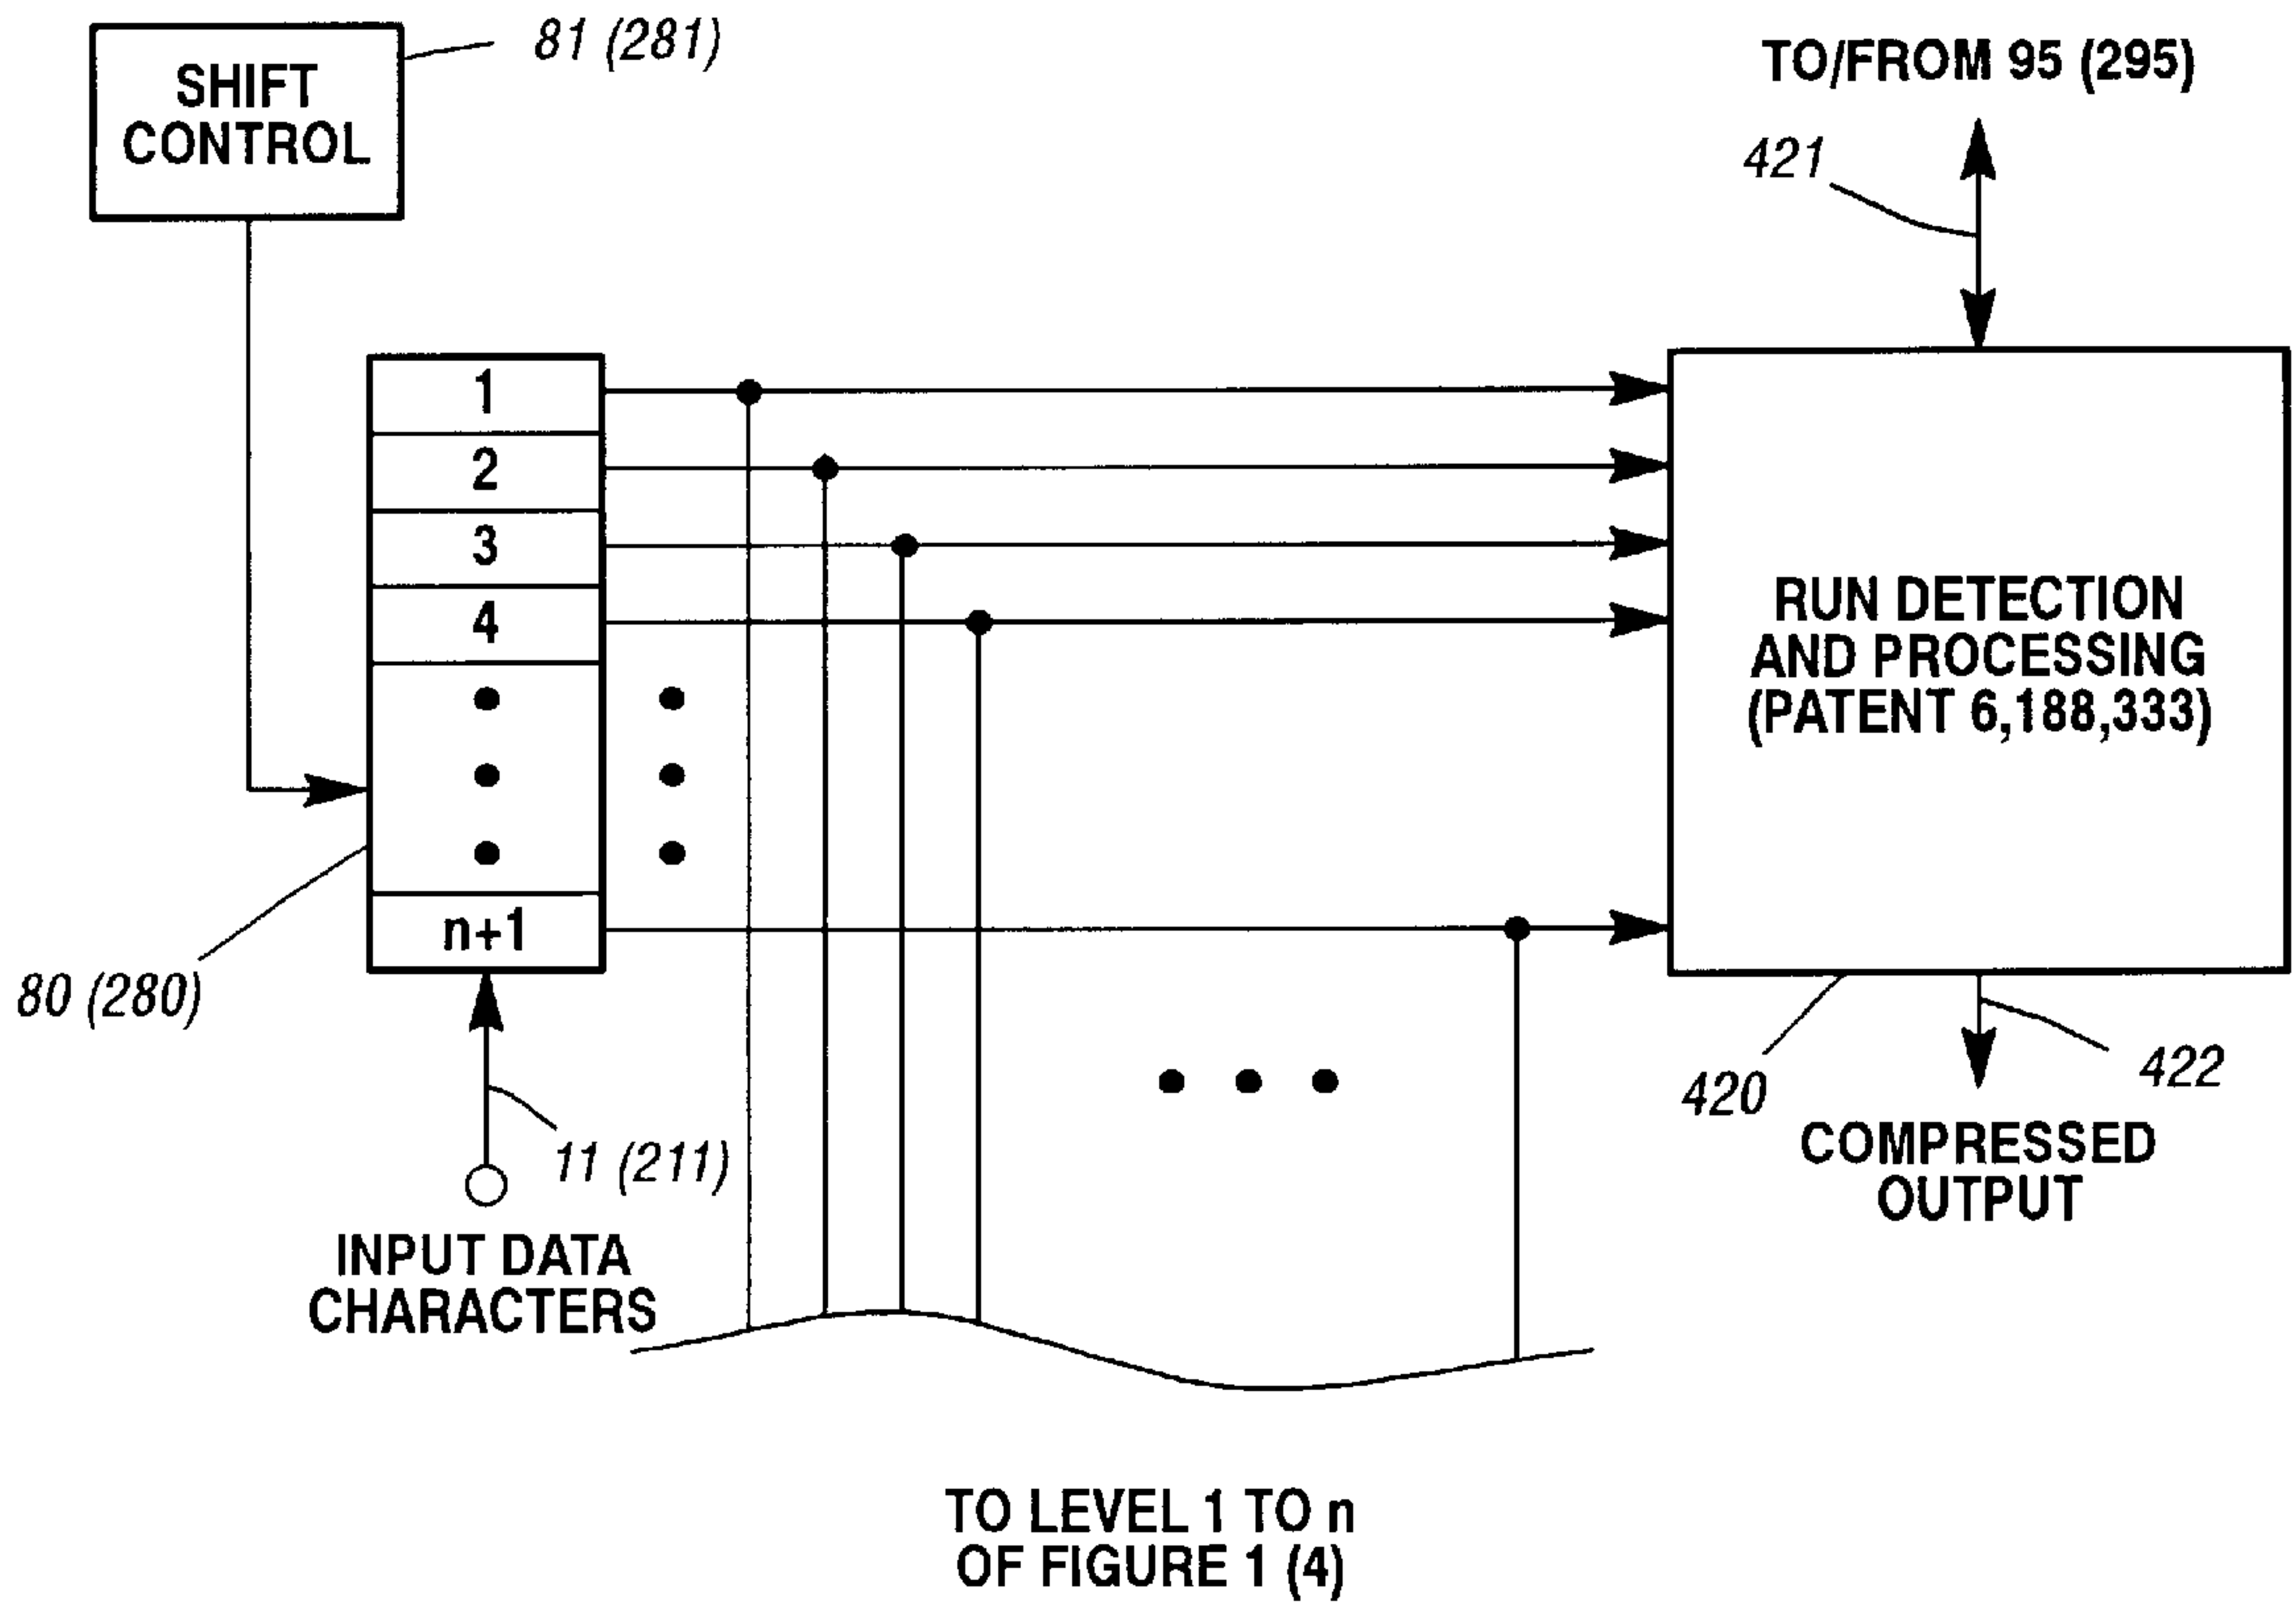 SHIFT
CONTROL
81 (281)
TO/FROM 95 (295)
421
1
2
3
4
n+1
RUN DETECTION
AND PROCESSING
(PATENT 6,188,333)
80 (280)
11 (211)
INPUT DATA
CHARACTERS
420
422
COMPRESSED
OUTPUT
TO LEVEL 1 TO n
OF FIGURE 1 (4)